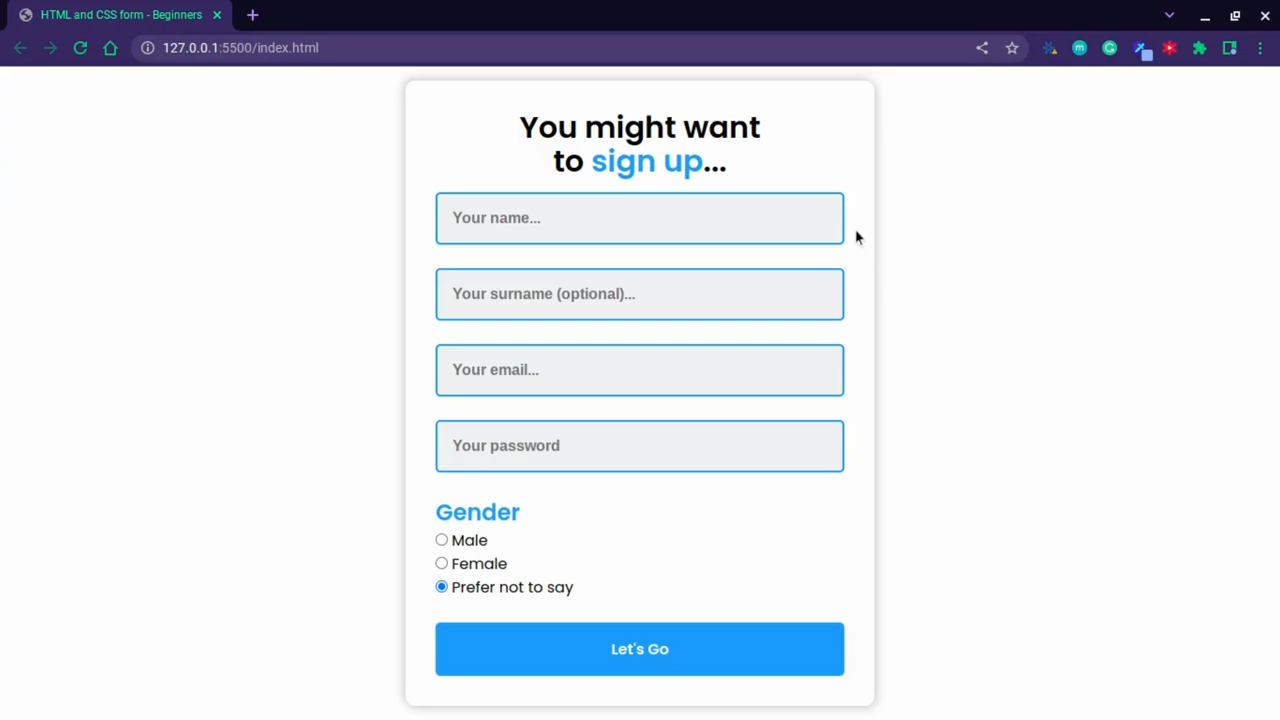 HTML and CSS form - Beginners
127.0.0.1:5500/index.html
You might want
to sign up...
Your name...
Your surname (optional)...
Your email...
Your password
Gender
Male
Female
Prefer not to say
Let's Go